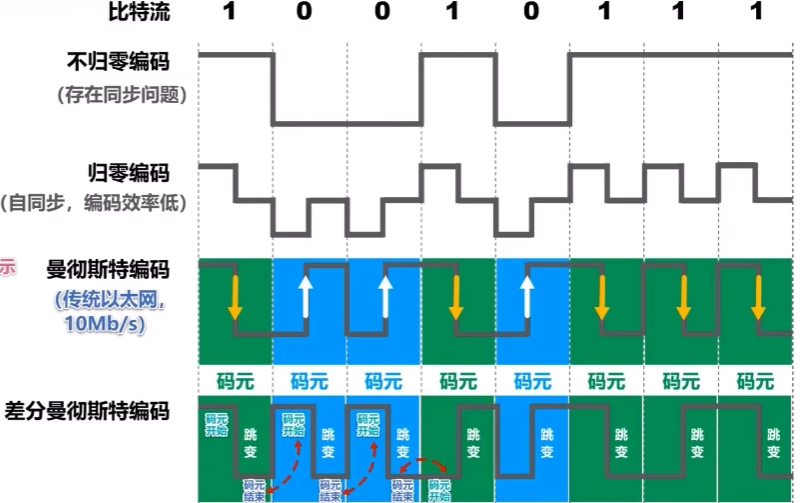 比特流 1 0 0 1 0 1 1 1
不归零编码
(存在同步问题)
归零编码
(自同步，编码效率低)
示 曼彻斯特编码
(传统以太网，
10Mb/s)
码元 码元 码元 码元 码元 码元 码元 码元
差分曼彻斯特编码
码元
开始
跳变
码元
开始
跳变
码元
开始
跳变
跳变
跳变
跳变
跳变
跳变
码元
结束
码元
结束
码元
结束
码元
开始